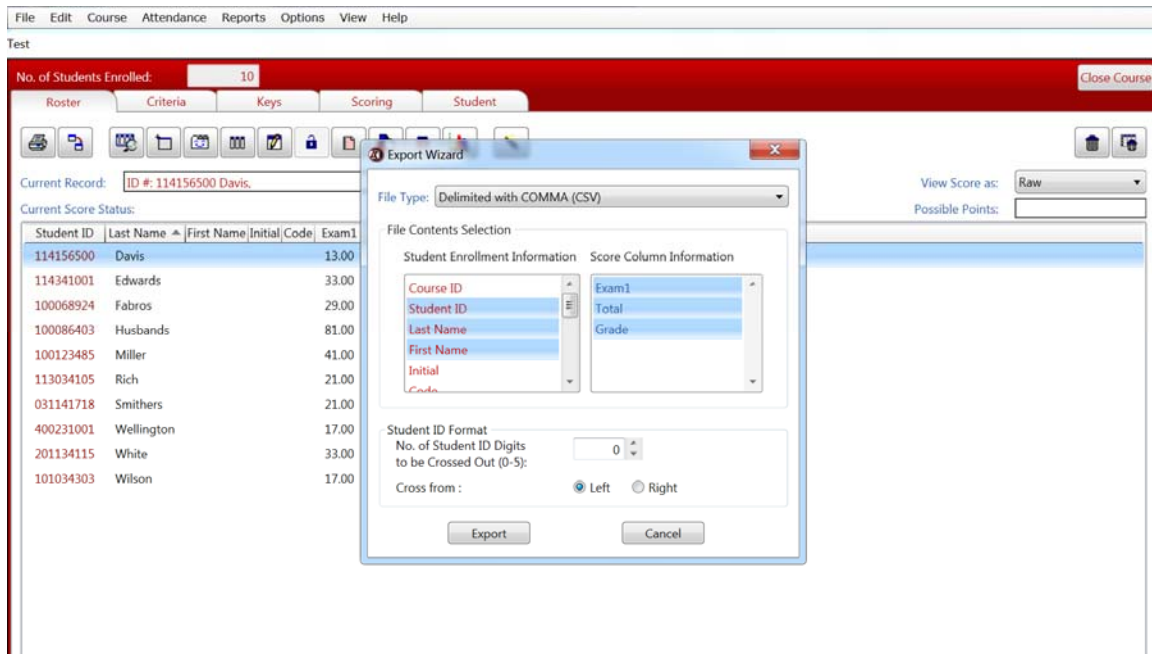 File Edit Course Attendance Reports Options View Help
Test
No. of Students Enrolled: 10 Close Course
Roster Criteria Keys Scoring Student
Export Wizard
Current Record: ID #: 114156500 Davis, View Score as: Raw
File Type: Delimited with COMMA (CSV)
Current Score Status: Possible Points:
Student ID Last Name First Name Initial Code Exam1
114156500 Davis 13.00
114341001 Edwards 33.00
100068924 Fabros 29.00
100086403 Husbands 81.00
100123485 Miller 41.00
113034105 Rich 21.00
031141718 Smithers 21.00
400231001 Wellington 17.00
201134115 White 33.00
101034303 Wilson 17.00
File Contents Selection
Student Enrollment Information Score Column Information
Course ID Exam1
Student ID Total
Last Name Grade
First Name
Initial
Code
Student ID Format
No. of Student ID Digits
to be Crossed Out (0-5): 0
Cross from : Left Right
Export Cancel